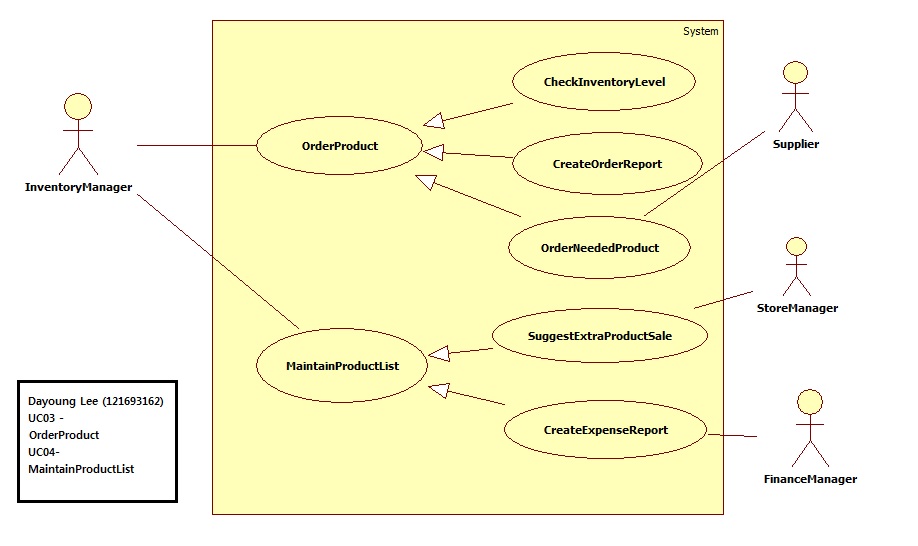 System
CheckInventoryLevel
OrderProduct
CreateOrderReport
Supplier
InventoryManager
OrderNeededProduct
StoreManager
SuggestExtraProductSale
MaintainProductList
CreateExpenseReport
FinanceManager
Dayoung Lee (121693162)
UC03 -
OrderProduct
UC04-
MaintainProductList